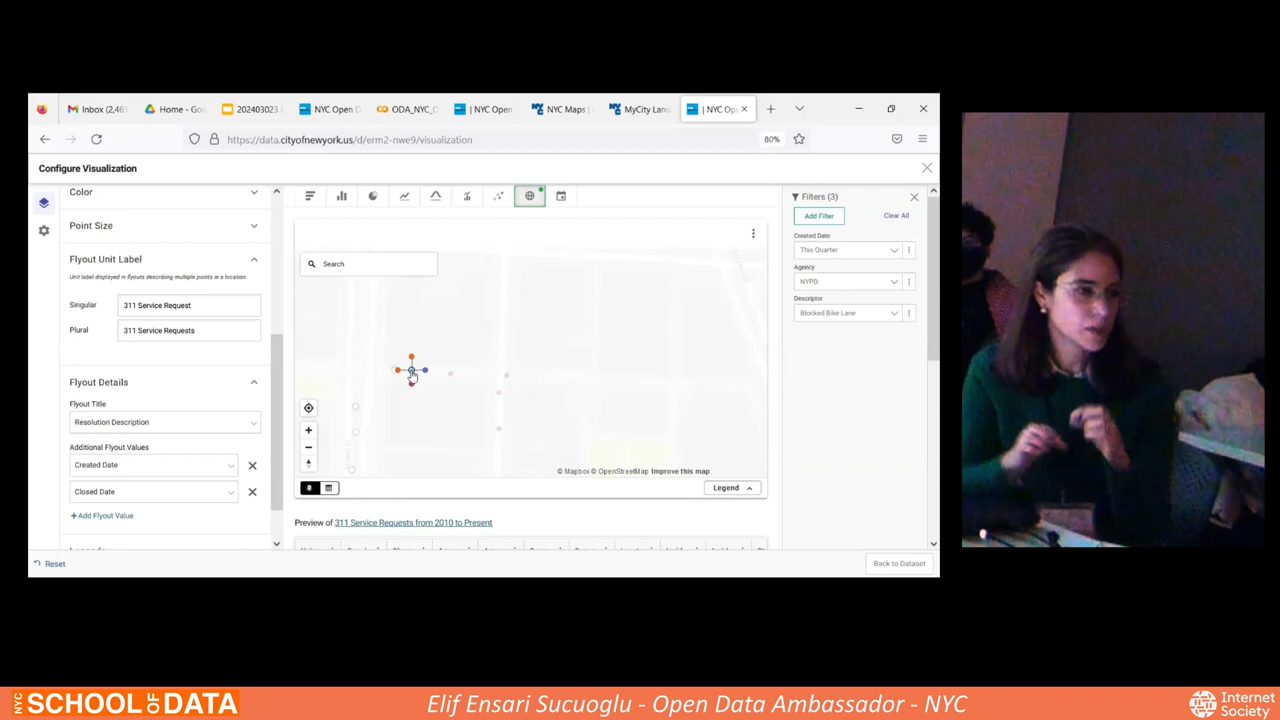 Inbox (2,461
Home - Goo
202403023
NYC Open D
ODA_NYC_O
| NYC Open
NYC Maps |
MyCity Lanc
| NYC Ope
https://data.cityofnewyork.us/d/erm2-nwe9/visualization
80%
Configure Visualization
Color
Point Size
Flyout Unit Label
Unit label displayed in flyouts describing multiple points in a location.
Singular
311 Service Request
Plural
311 Service Requests
Flyout Details
Flyout Title
Resolution Description
Additional Flyout Values
Created Date
Closed Date
+ Add Flyout Value
Reset
Search
© Mapbox © OpenStreetMap Improve this map
Legend
Preview of 311 Service Requests from 2010 to Present
Filters (3)
Add Filter
Clear All
Created Date
This Quarter
Agency
NYPD
Descriptor
Blocked Bike Lane
Back to Dataset
NYC SCHOOL OF DATA
Elif Ensari Sucuoglu - Open Data Ambassador - NYC
Internet
Society